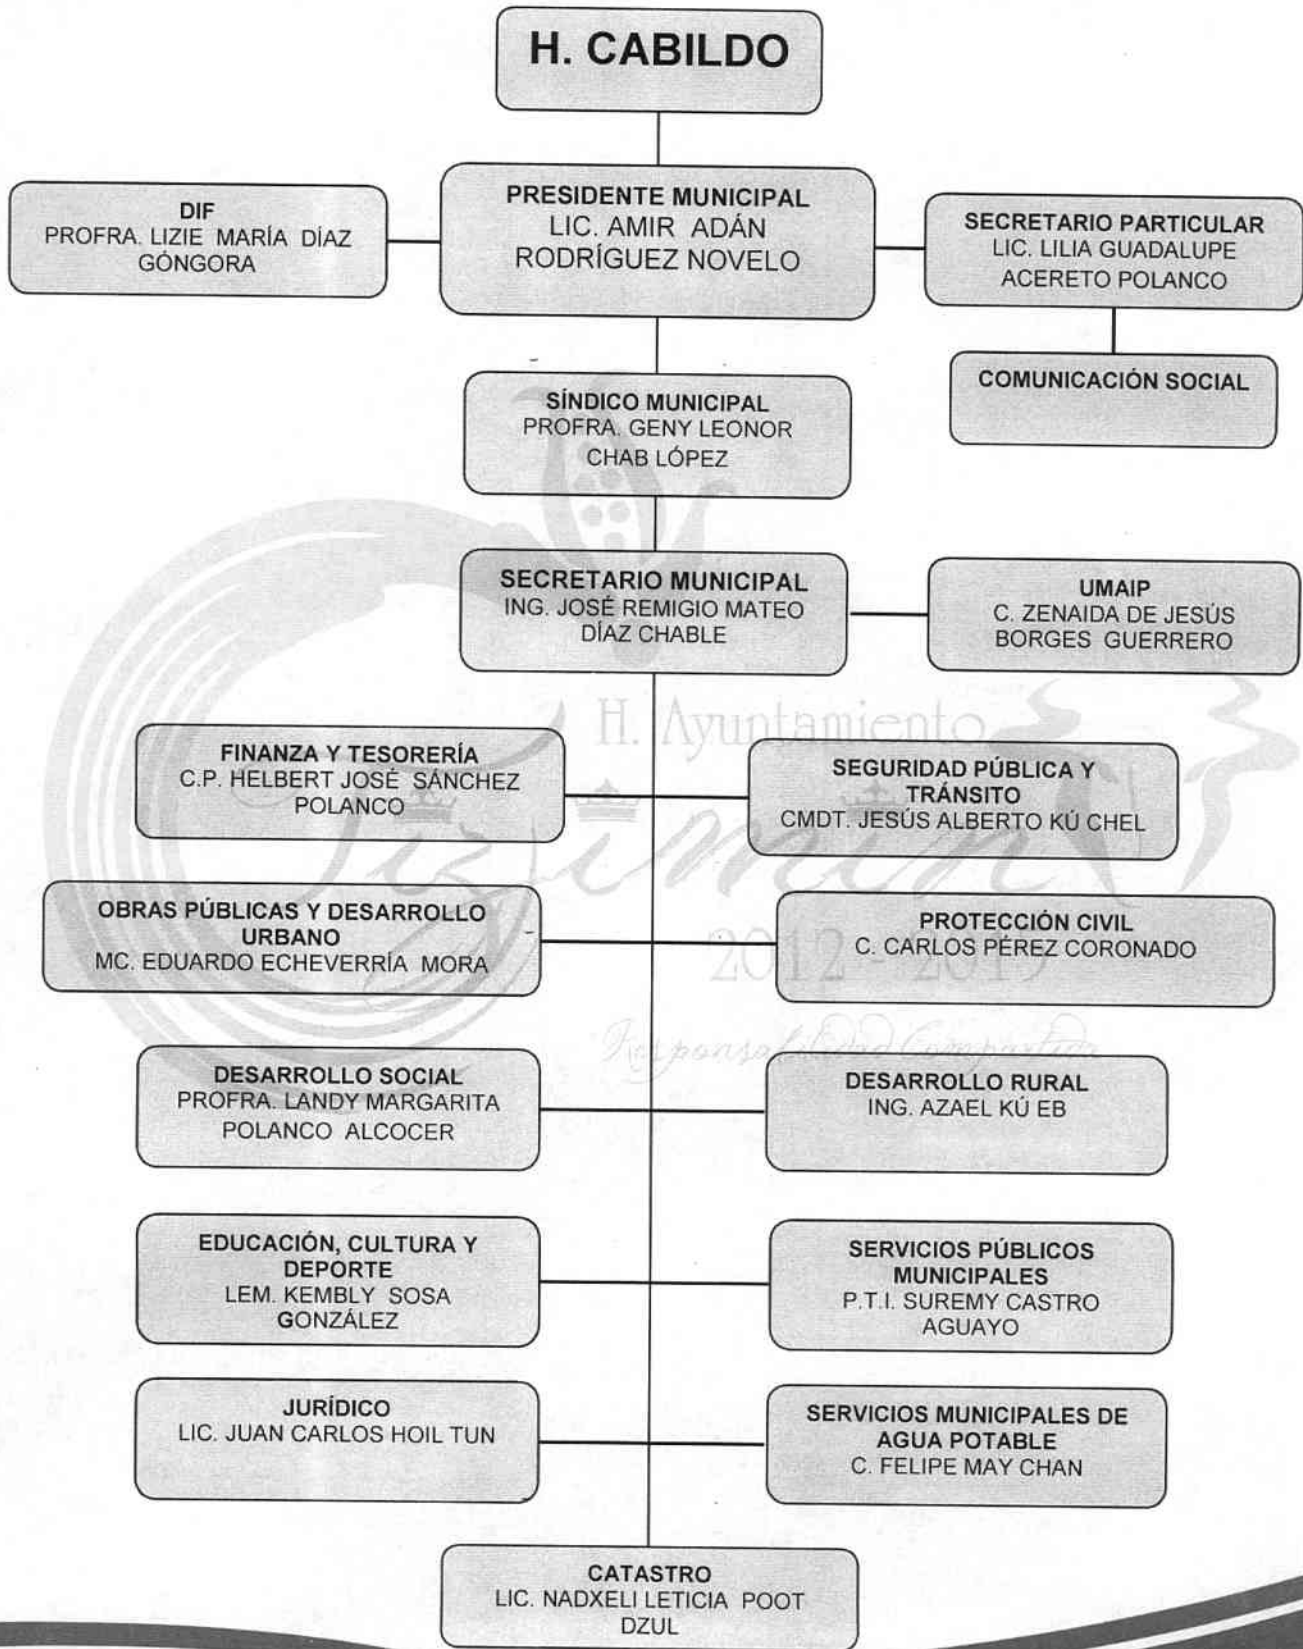 H. CABILDO
PRESIDENTE MUNICIPAL
LIC. AMIR ADÁN
RODRÍGUEZ NOVELO
DIF
PROFRA. LIZIE MARÍA DÍAZ
GÓNGORA
SECRETARIO PARTICULAR
LIC. LILIA GUADALUPE
ACERETO POLANCO
COMUNICACIÓN SOCIAL
SÍNDICO MUNICIPAL
PROFRA. GENY LEONOR
CHAB LÓPEZ
SECRETARIO MUNICIPAL
ING. JOSÉ REMIGIO MATEO
DÍAZ CHABLE
UMAIP
C. ZENAIDA DE JESÚS
BORGES GUERRERO
H. Ayuntamiento
Tizimín
2012 - 2015
Responsabilidad Compartida
FINANZA Y TESORERÍA
C.P. HELBERT JOSÉ SÁNCHEZ
POLANCO
SEGURIDAD PÚBLICA Y
TRÁNSITO
CMDT. JESÚS ALBERTO KÚ CHEL
OBRAS PÚBLICAS Y DESARROLLO
URBANO
MC. EDUARDO ECHEVERRÍA MORA
PROTECCIÓN CIVIL
C. CARLOS PÉREZ CORONADO
DESARROLLO SOCIAL
PROFRA. LANDY MARGARITA
POLANCO ALCOCER
DESARROLLO RURAL
ING. AZAEL KÚ EB
EDUCACIÓN, CULTURA Y
DEPORTE
LEM. KEMBLY SOSA
GONZÁLEZ
SERVICIOS PÚBLICOS
MUNICIPALES
P.T.I. SUREMY CASTRO
AGUAYO
JURÍDICO
LIC. JUAN CARLOS HOIL TUN
SERVICIOS MUNICIPALES DE
AGUA POTABLE
C. FELIPE MAY CHAN
CATASTRO
LIC. NADXELI LETICIA POOT
DZUL